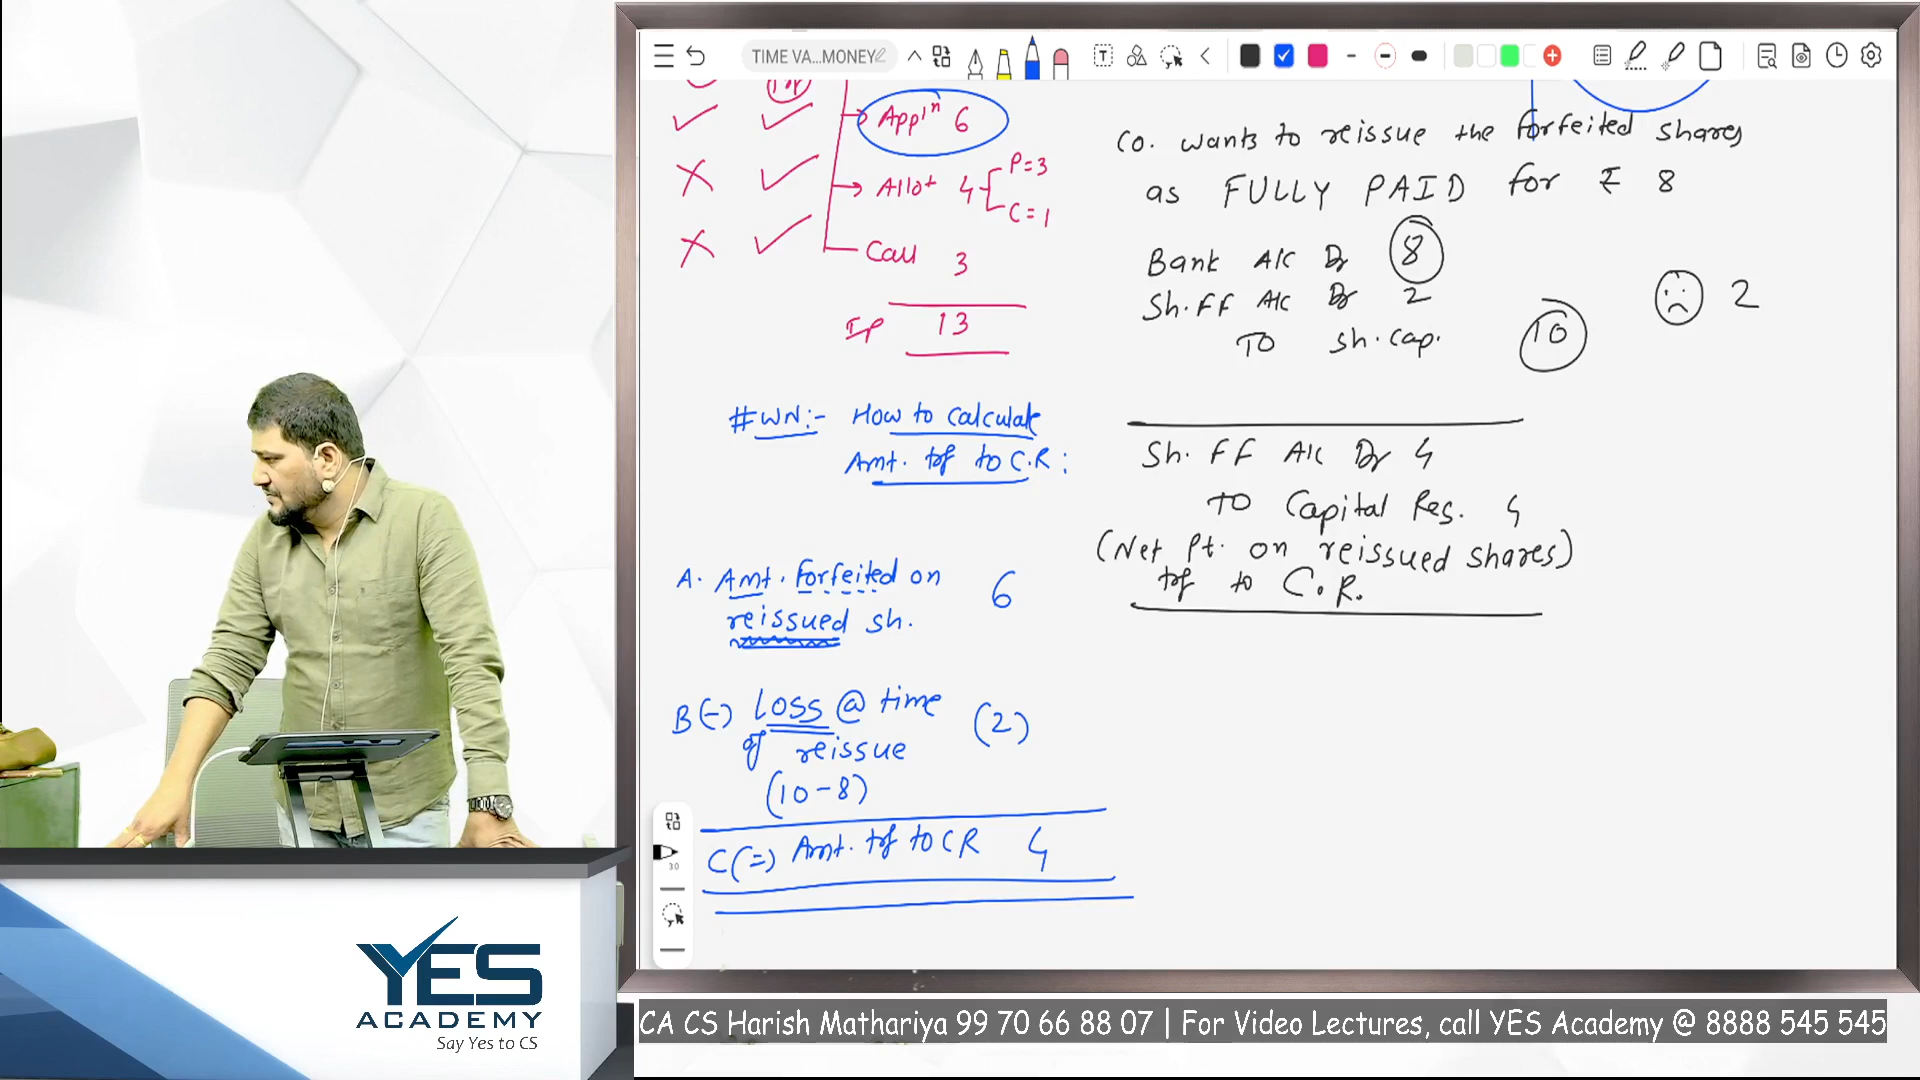 TIME VA...MONEY
Appln 6
Allot 4 P=3
C=1
Call 3
IP 13
#WN:- How to calculate
Amt. tf to C.R:
A. Amt. Forfeited on 6
reissued sh.
B(-) Loss @ time (2)
of reissue
(10-8)
C(=) Amt. tf to CR 4
Co. wants to reissue the forfeited shares
as FULLY PAID for ₹ 8
Bank A/c Dr 8
Sh.FF A/c Dr 2
TO Sh.cap. 10
2
Sh. FF A/c Dr 4
TO Capital Res. 4
(Net Pt. on reissued shares)
tf to C.R.
30
YES
ACADEMY
Say Yes to CS
CA CS Harish Mathariya 99 70 66 88 07 | For Video Lectures, call YES Academy @ 8888 545 545